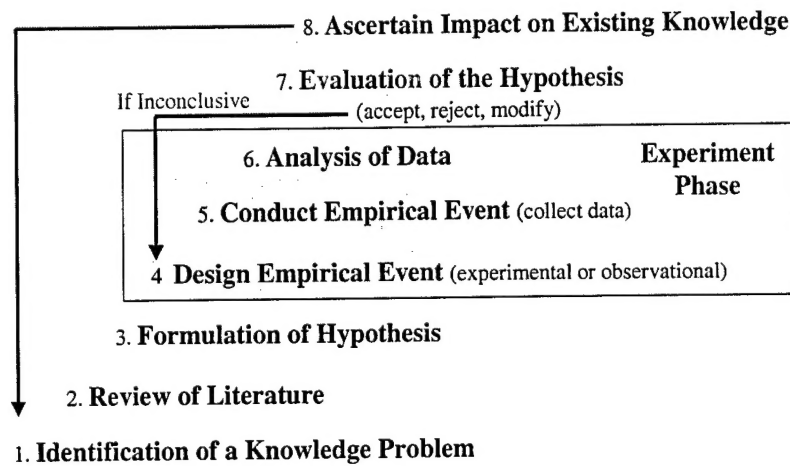 8. Ascertain Impact on Existing Knowledge
7. Evaluation of the Hypothesis
If Inconclusive
(accept, reject, modify)
6. Analysis of Data
Experiment
Phase
5. Conduct Empirical Event (collect data)
4 Design Empirical Event (experimental or observational)
3. Formulation of Hypothesis
2. Review of Literature
1. Identification of a Knowledge Problem